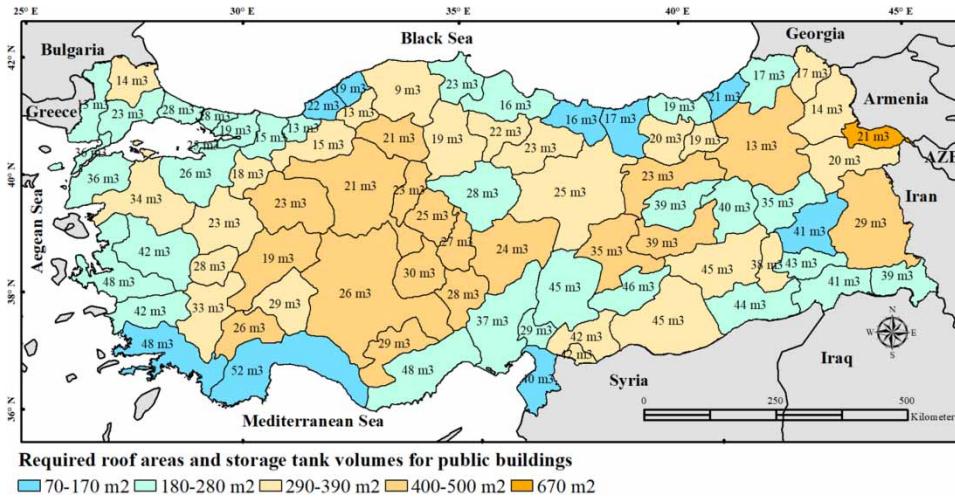 25° E 30° E 35° E 40° E 45° E
Black Sea
Georgia
Bulgaria
42° N
Greece
Armenia
AZE
40° N
Iran
Aegean Sea
38° N
36° N
14 m3
23 m3
28 m3
19 m3
15 m3
13 m3
22 m3
19 m3
13 m3
9 m3
23 m3
16 m3
16 m3
17 m3
19 m3
21 m3
17 m3
17 m3
14 m3
21 m3
15 m3
21 m3
19 m3
22 m3
23 m3
20 m3
19 m3
13 m3
20 m3
36 m3
26 m3
18 m3
23 m3
21 m3
23 m3
28 m3
25 m3
23 m3
39 m3
40 m3
35 m3
41 m3
29 m3
34 m3
23 m3
25 m3
27 m3
24 m3
35 m3
39 m3
45 m3
38 m3
43 m3
42 m3
28 m3
19 m3
30 m3
26 m3
28 m3
45 m3
46 m3
44 m3
41 m3
39 m3
48 m3
33 m3
29 m3
42 m3
26 m3
29 m3
37 m3
29 m3
42 m3
45 m3
48 m3
52 m3
48 m3
40 m3
N
W E
S
Iraq
Syria
Mediterranean Sea
0 250 500
Kilometer
Required roof areas and storage tank volumes for public buildings
70-170 m2 180-280 m2 290-390 m2 400-500 m2 670 m2